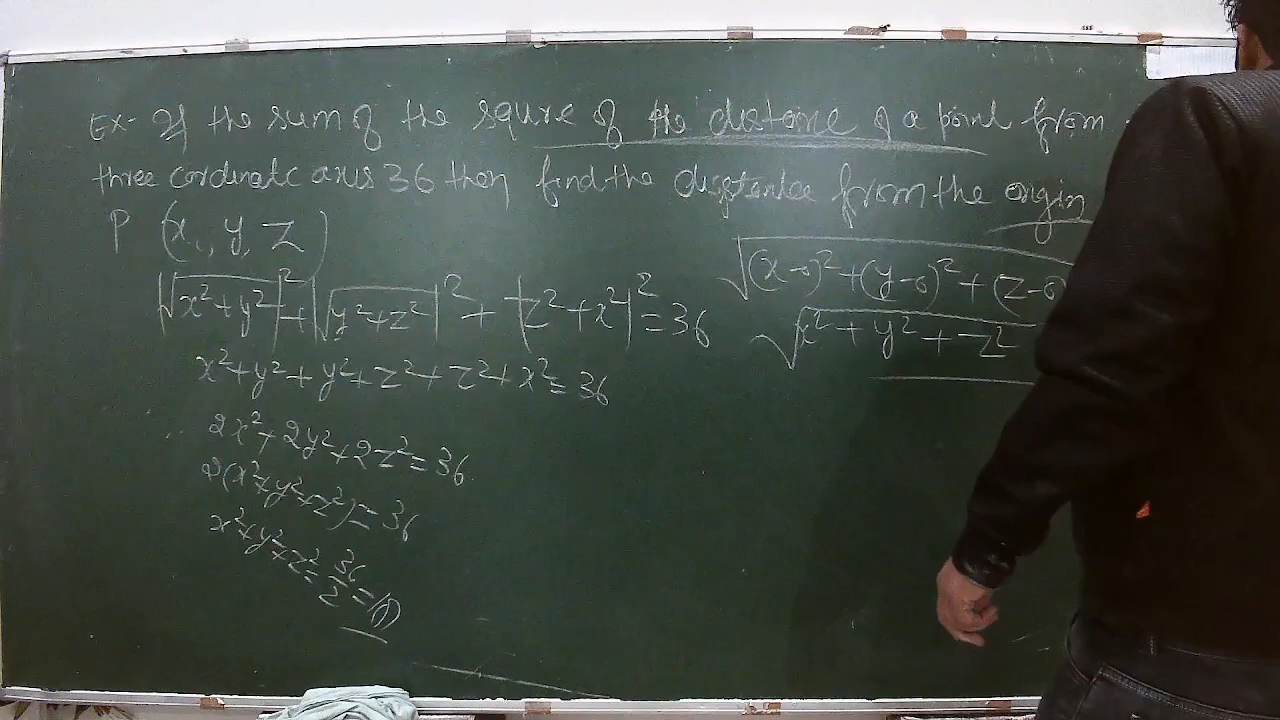 Ex- If the sum of the squre of the distance of a point from
three cordinate axis 36 then find the distance from the origin
P (x, y, z)
|√x²+y²|²+|√y²+z²|²+|z²+x²|²=36
x²+y²+y²+z²+z²+x²=36
2x²+2y²+2z²=36
2(x²+y²+z²)=36
x²+y²+z²=36/2=18
√(x-0)²+(y-0)²+(z-0
√x²+y²+z²